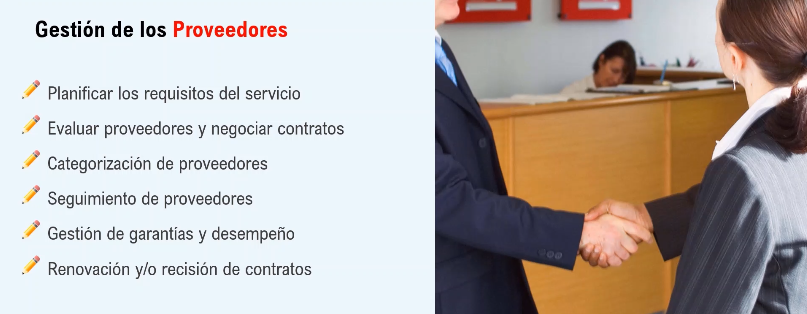 Gestión de los Proveedores
Planificar los requisitos del servicio
Evaluar proveedores y negociar contratos
Categorización de proveedores
Seguimiento de proveedores
Gestión de garantías y desempeño
Renovación y/o recisión de contratos